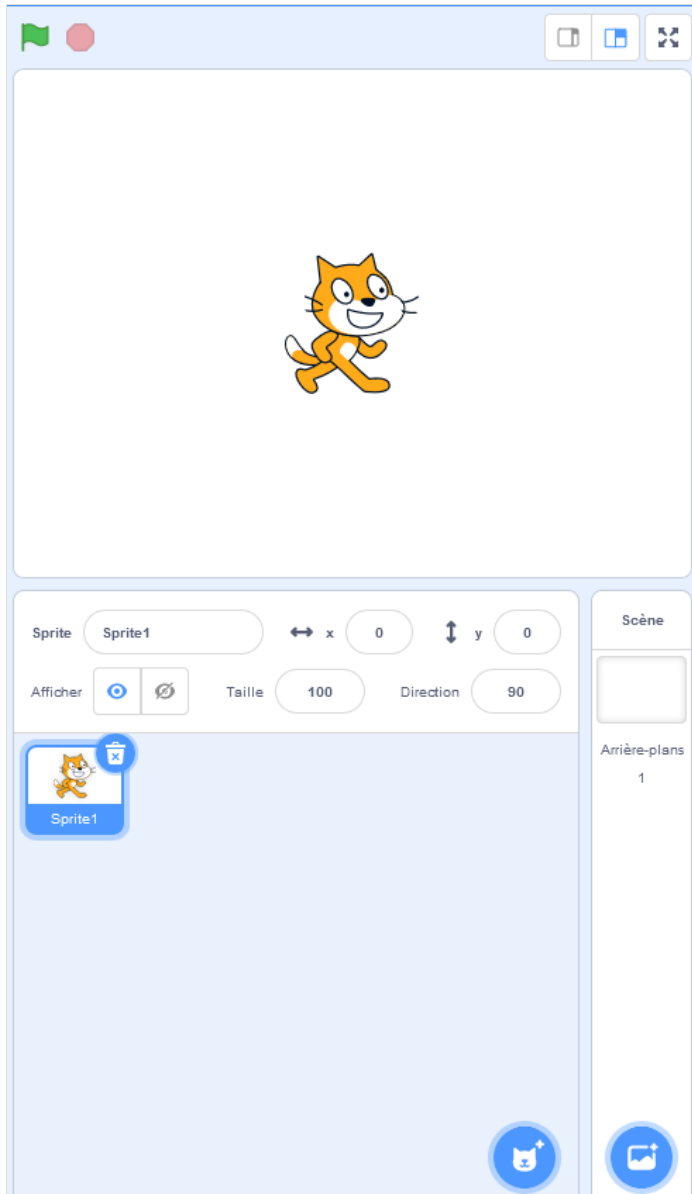 Sprite Sprite1 x 0 y 0
Afficher Taille 100 Direction 90
Sprite1
Scène
Arrière-plans
1